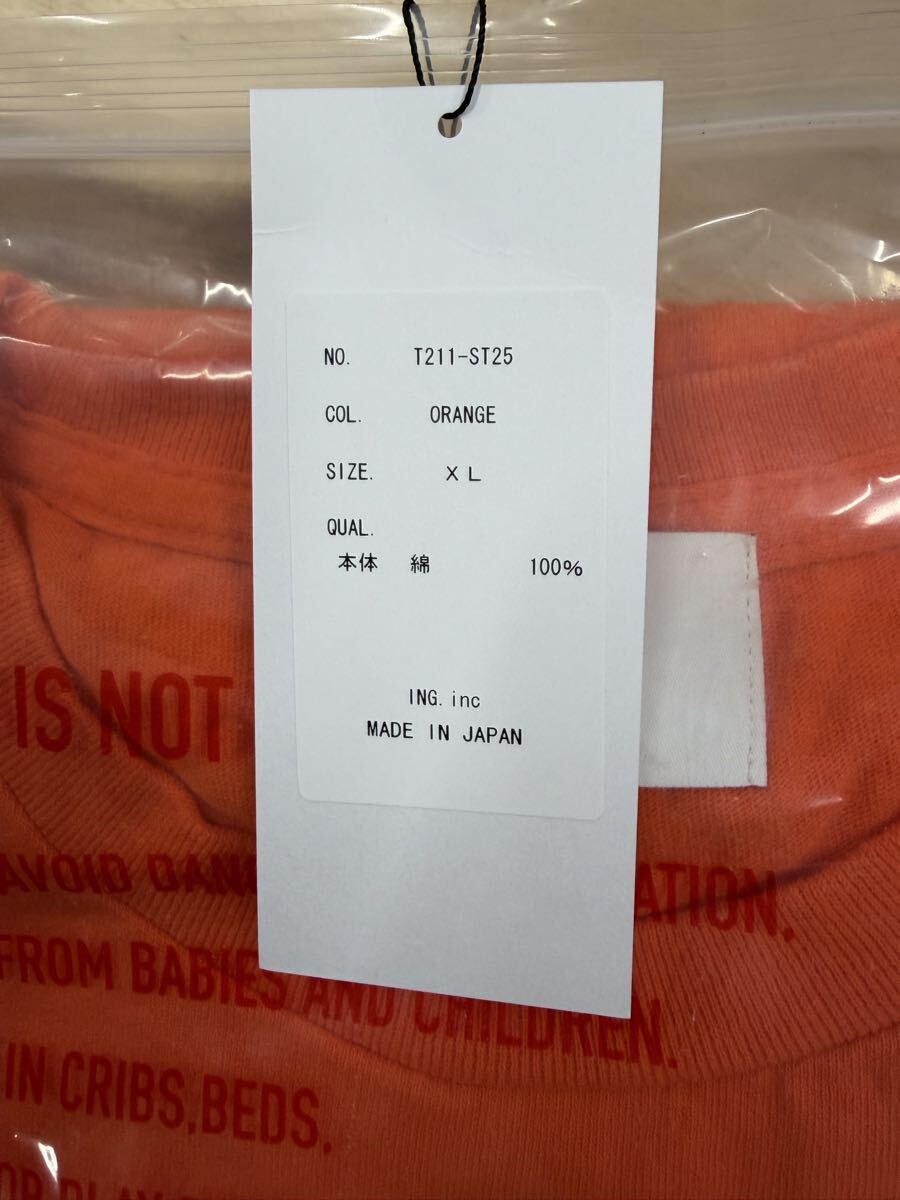 NO. T211-ST25
COL. ORANGE
SIZE. XL
QUAL.
本体 綿 100%
ING. inc
MADE IN JAPAN
IS NOT
AVOID ATION.
FROM BABIES AND CHILDREN.
IN CRIBS,BEDS.